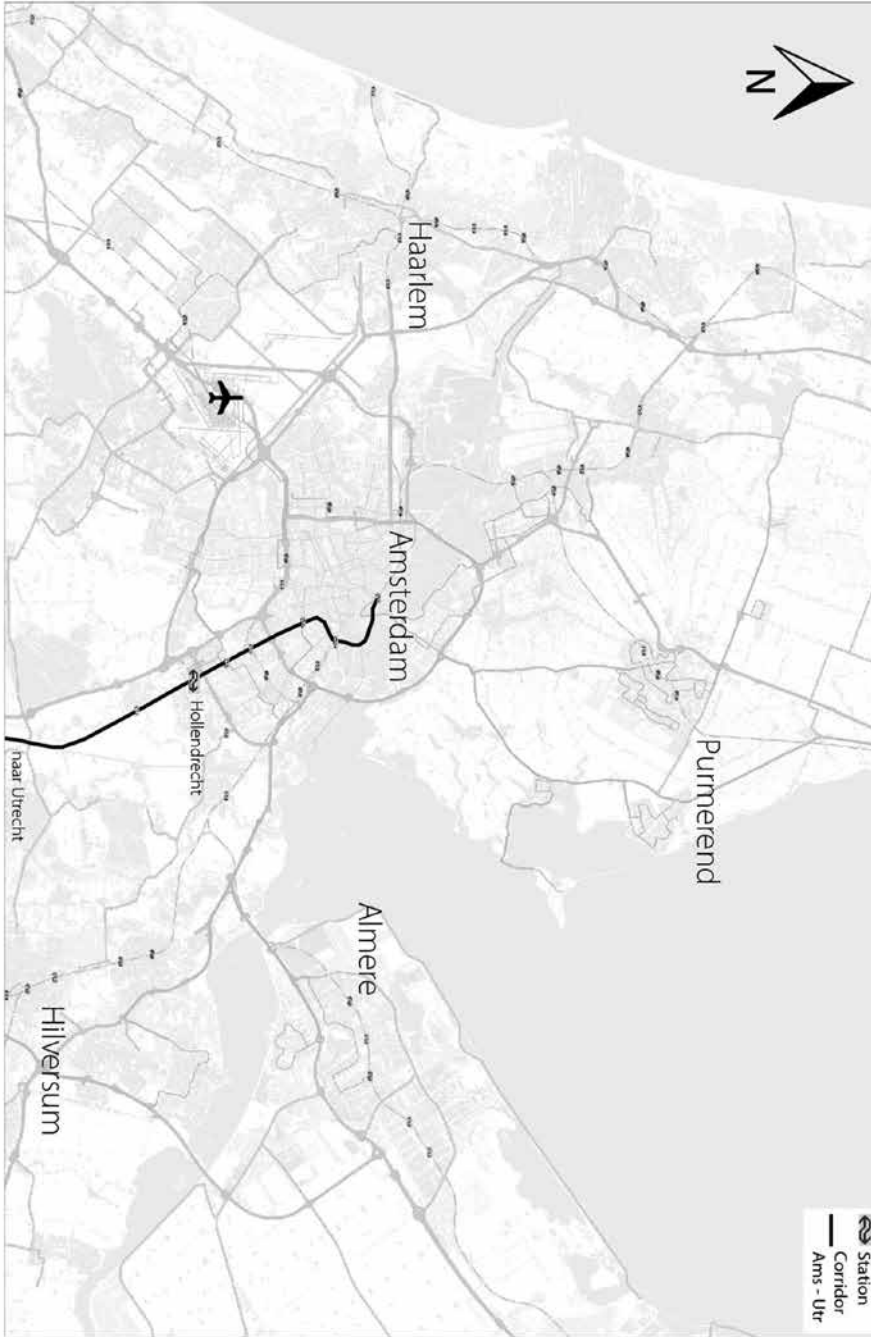 N
Haarlem
Amsterdam
Hollendrecht
naar Utrecht
Purmerend
Almere
Hilversum
Station
Corridor
Ams - Utr